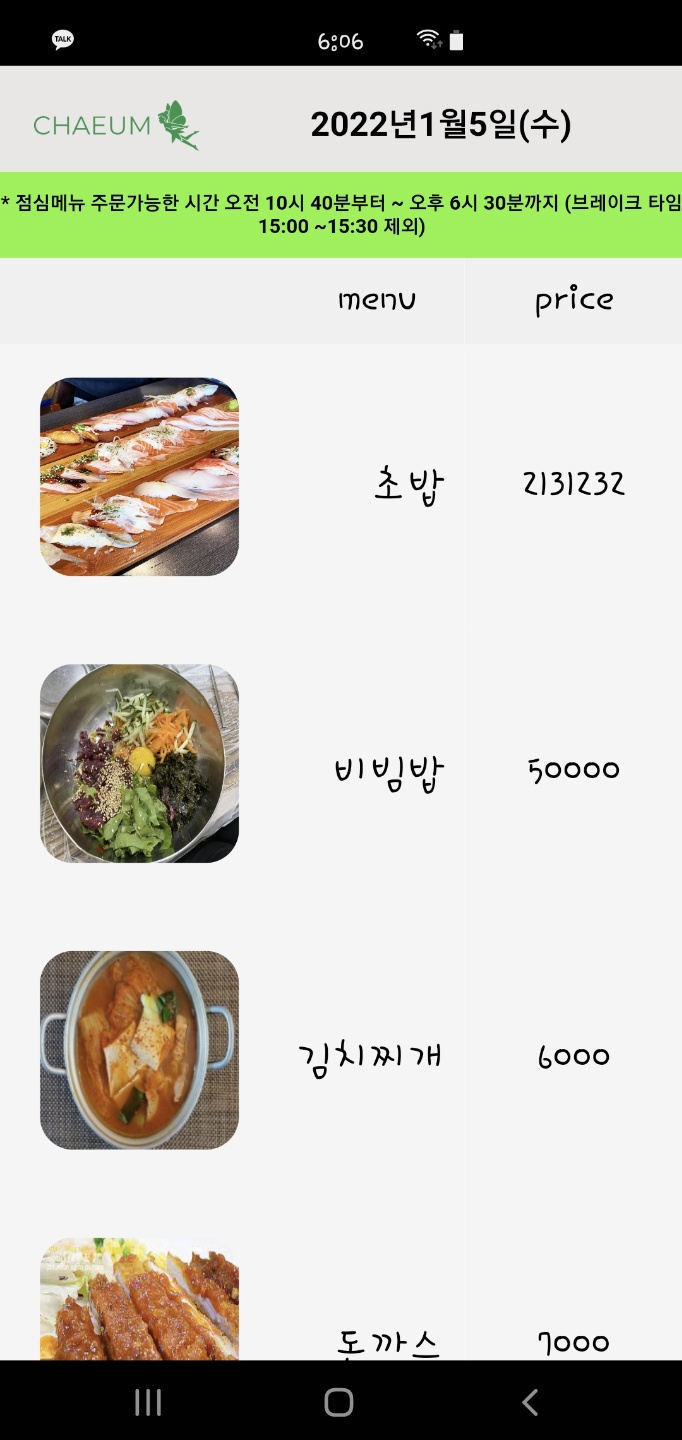 TALK
6:06
CHAEUM
2022년1월5일(수)
* 점심메뉴 주문가능한 시간 오전 10시 40분부터 ~ 오후 6시 30분까지 (브레이크 타임
15:00 ~15:30 제외)
menu price
초밥 2131232
비빔밥 50000
김치찌개 6000
돈까스 7000